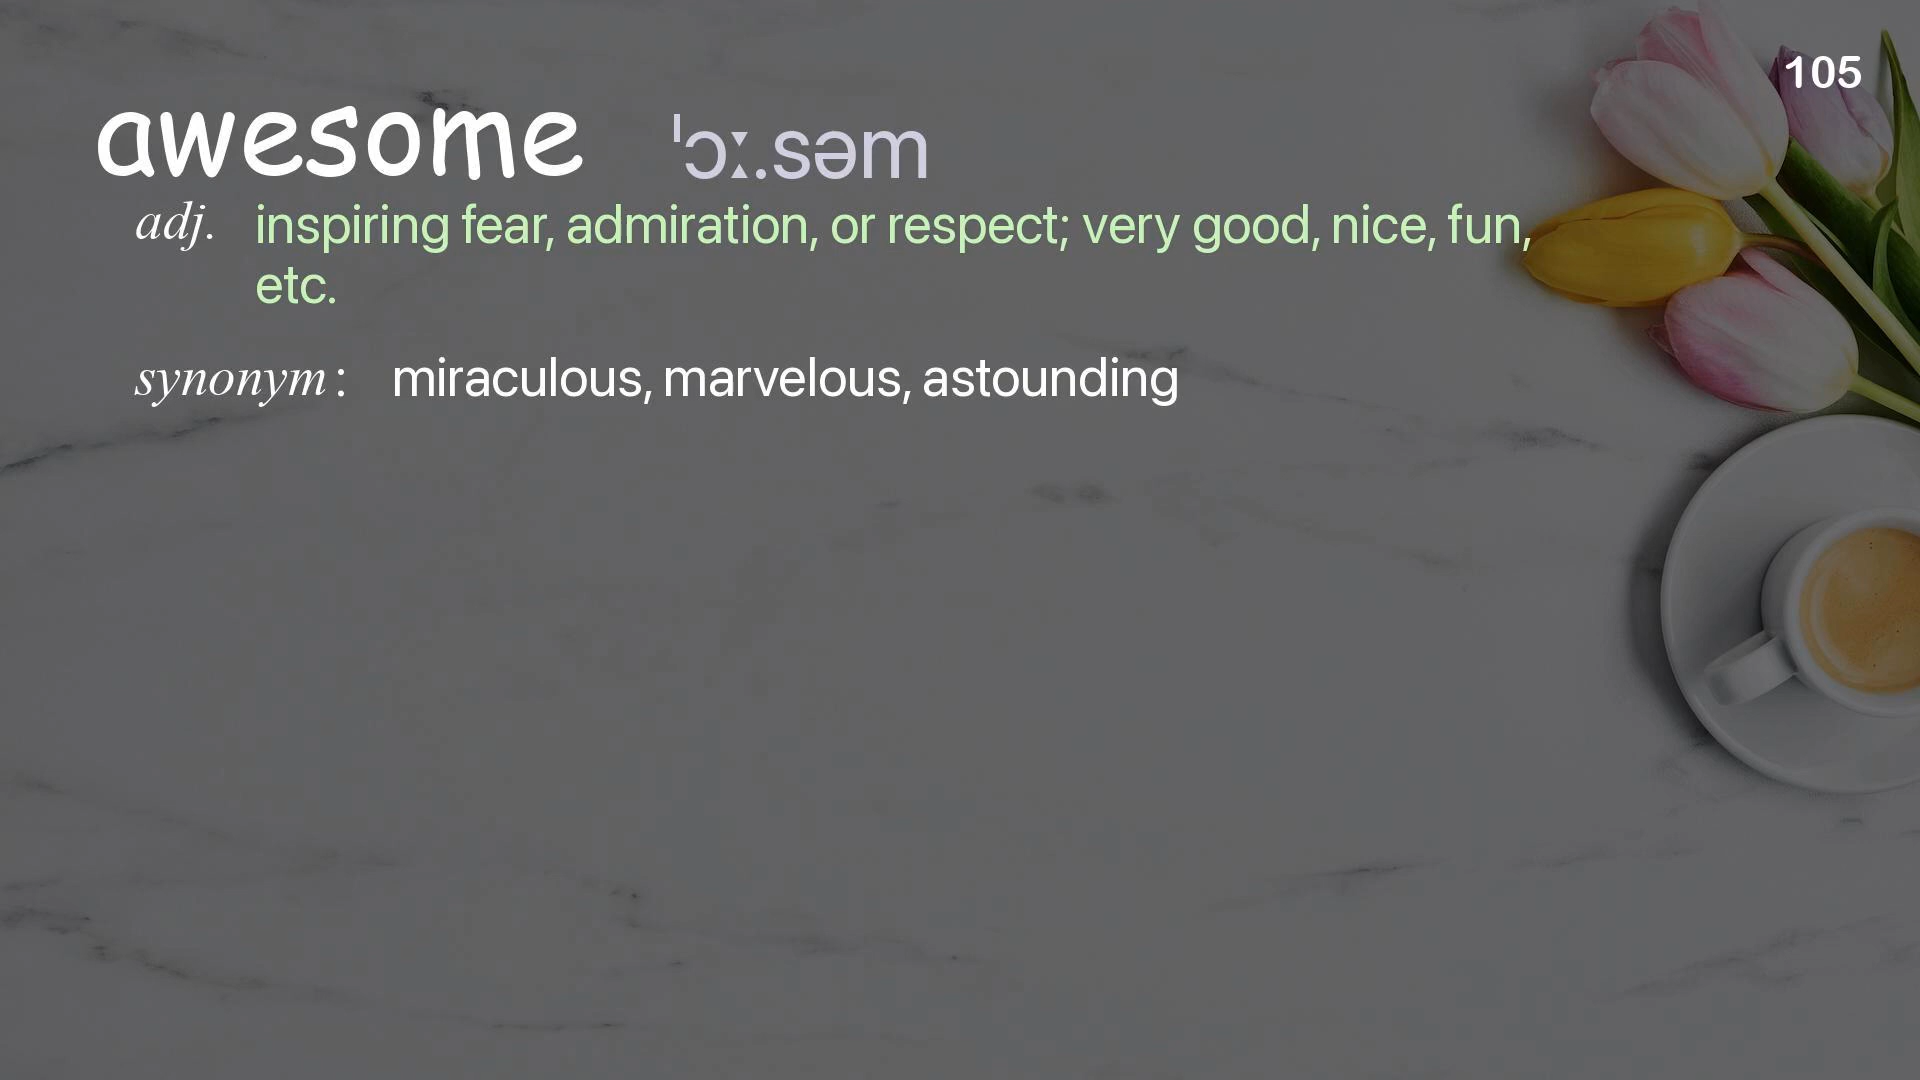 105
awesome ˈɔː.səm
adj. inspiring fear, admiration, or respect; very good, nice, fun,
etc.
synonym: miraculous, marvelous, astounding